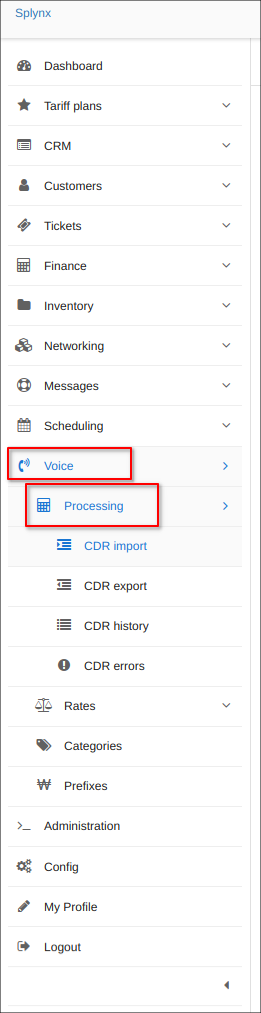 Splynx
Dashboard
Tariff plans
CRM
Customers
Tickets
Finance
Inventory
Networking
Messages
Scheduling
Voice
Processing
CDR import
CDR export
CDR history
CDR errors
Rates
Categories
Prefixes
Administration
Config
My Profile
Logout